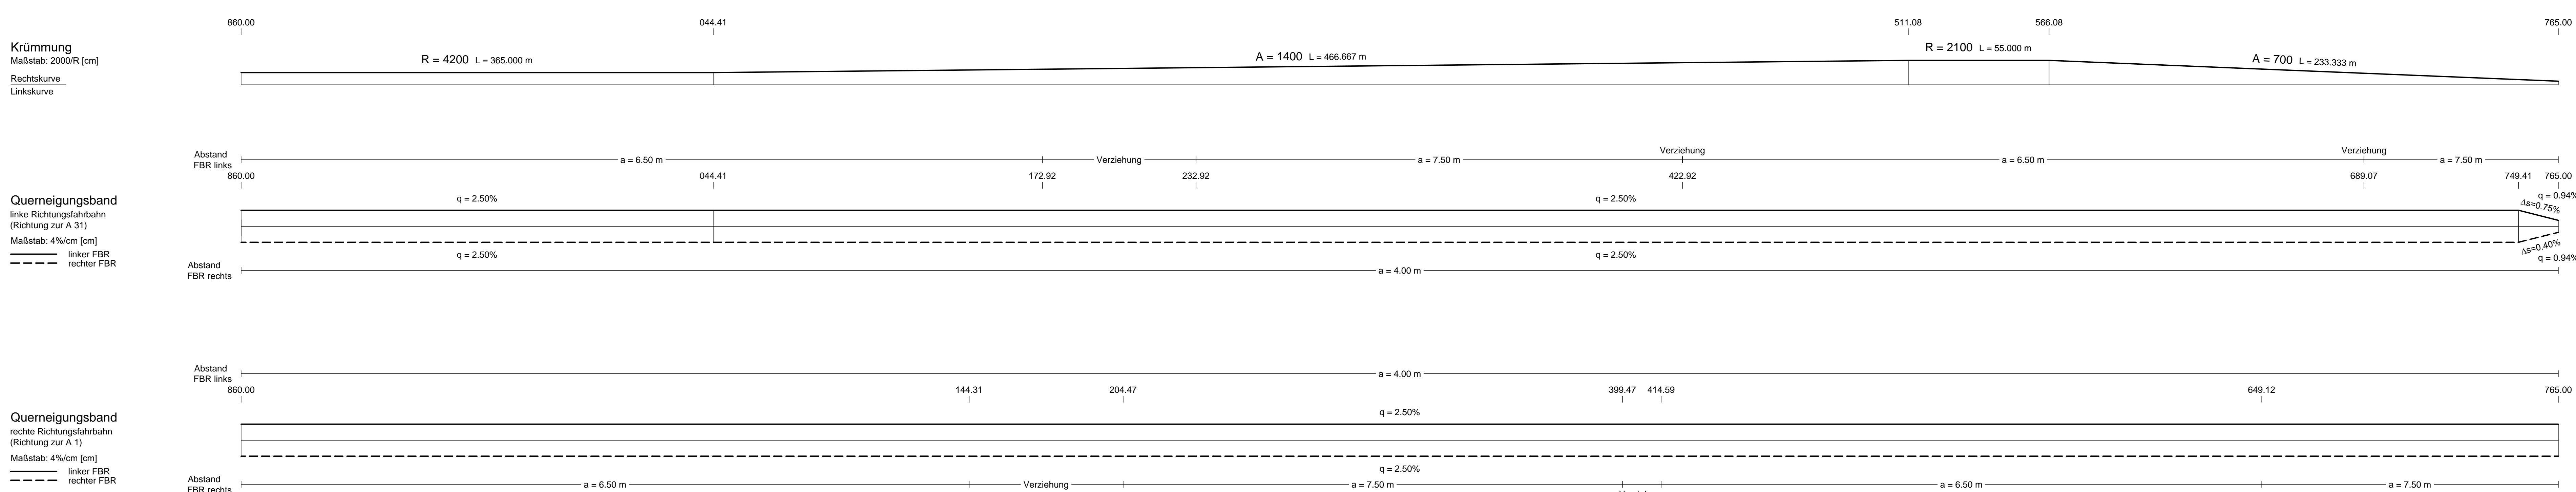 860.00 044.41 511.08 566.08 765.00
Krümmung
Maßstab: 2000/R [cm]
Rechtskurve
Linkskurve
R = 4200 L = 365.000 m
A = 1400 L = 466.667 m
R = 2100 L = 55.000 m
A = 700 L = 233.333 m
Abstand
FBR links
a = 6.50 m Verziehung a = 7.50 m Verziehung a = 6.50 m Verziehung a = 7.50 m
860.00 044.41 172.92 232.92 422.92 689.07 749.41 765.00
Querneigungsband
linke Richtungsfahrbahn
(Richtung zur A 31)
Maßstab: 4%/cm [cm]
linker FBR
rechter FBR
q = 2.50% q = 2.50% q = 0.94%
Δs=0.75%
q = 2.50% q = 2.50% Δs=0.40%
q = 0.94%
Abstand
FBR rechts
a = 4.00 m
Abstand
FBR links
a = 4.00 m
860.00 144.31 204.47 399.47 414.59 649.12 765.00
Querneigungsband
rechte Richtungsfahrbahn
(Richtung zur A 1)
Maßstab: 4%/cm [cm]
linker FBR
rechter FBR
q = 2.50%
q = 2.50%
Abstand
FBR rechts
a = 6.50 m Verziehung a = 7.50 m a = 6.50 m a = 7.50 m